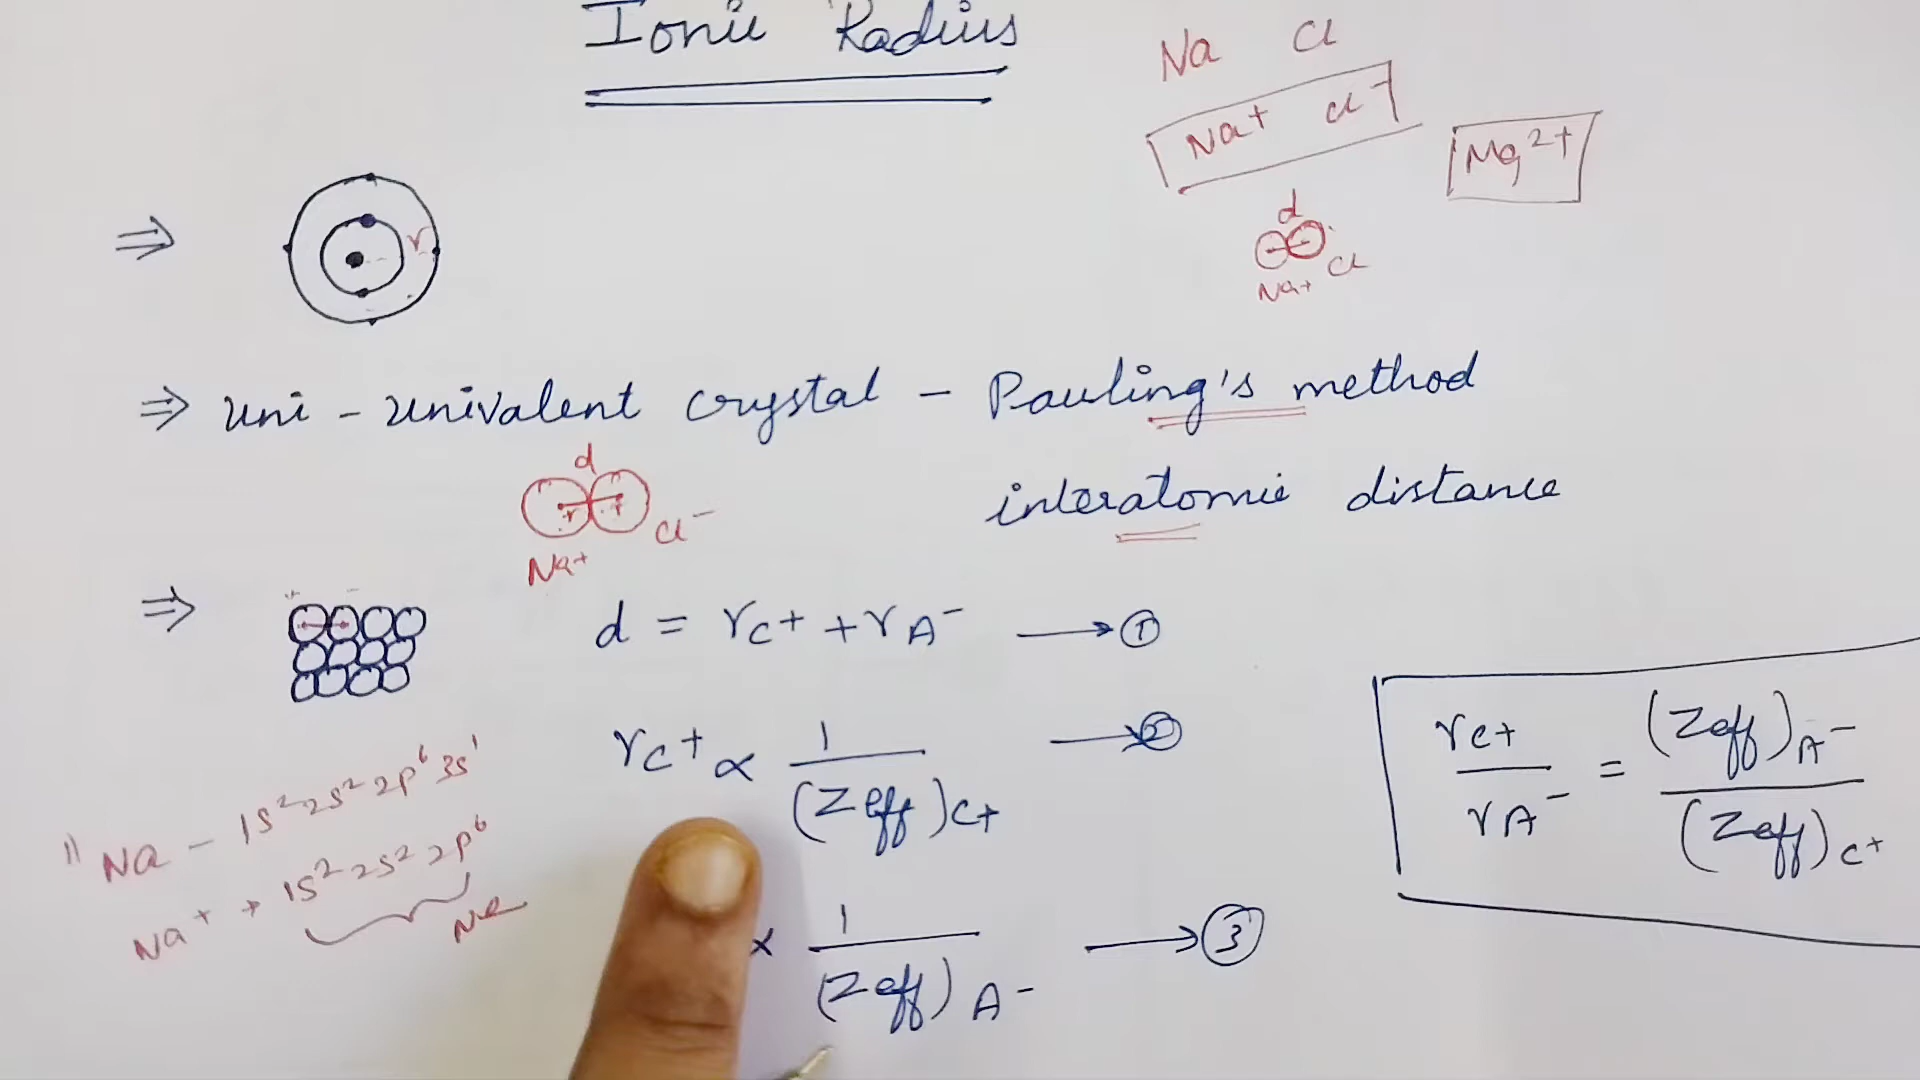 Ionic Radius
Na Cl
Na+ Cl-
Mg2+
d
Na+ Cl
r
⇒ uni - univalent crystal - Pauling's method
interatomic distance
d
r r
Na+ Cl-
+ -
⇒ d = rC+ + rA- → ①
rC+ ∝ 1/(Zeff)C+ → ②
∝ 1/(Zeff)A- → ③
rC+/rA- = (Zeff)A-/(Zeff)C+
Na - 1s² 2s² 2p⁶ 3s¹
Na+ → 1s² 2s² 2p⁶
Ne